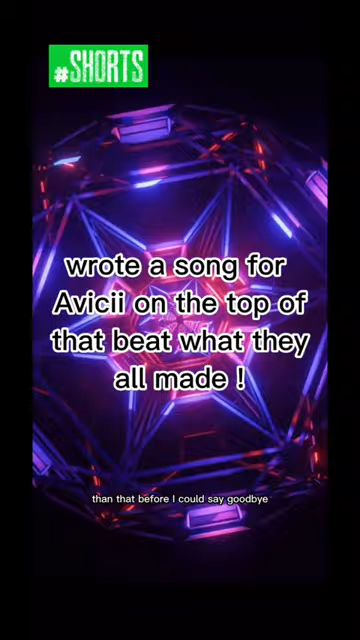 #SHORTS
wrote a song for
Avicii on the top of
that beat what they
all made !
than that before I could say goodbye